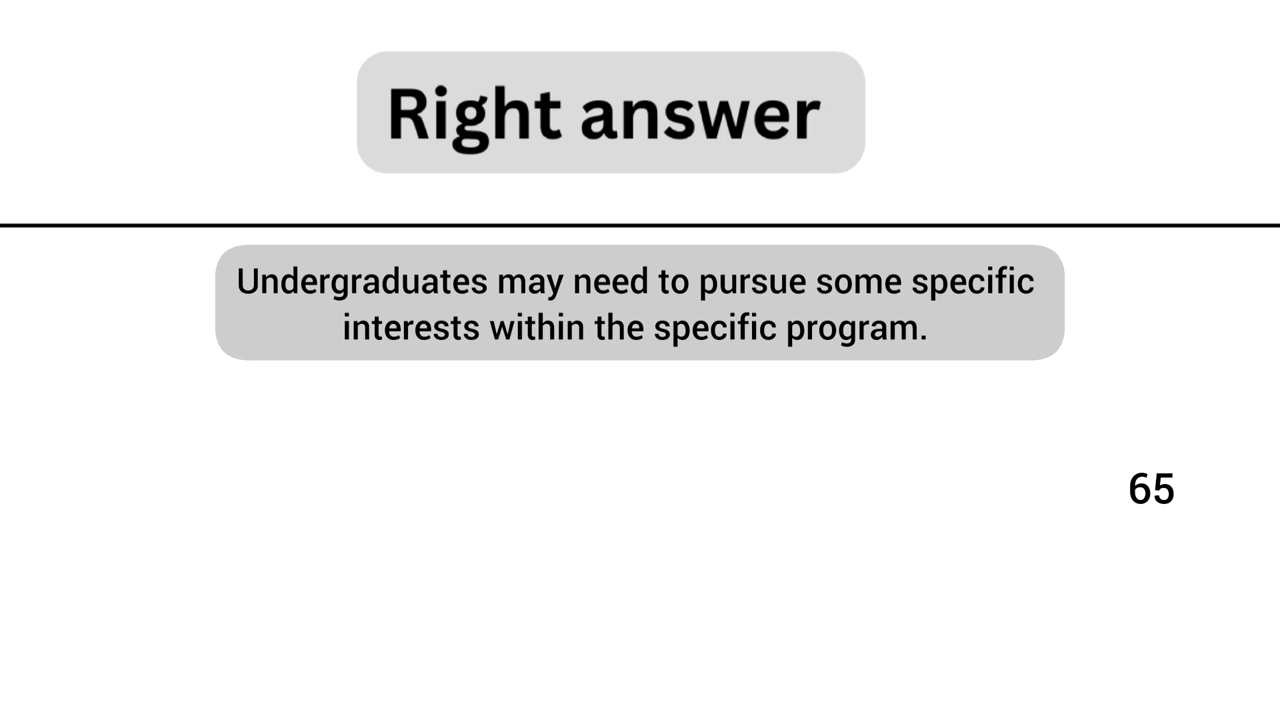 Right answer
Undergraduates may need to pursue some specific
interests within the specific program.
65